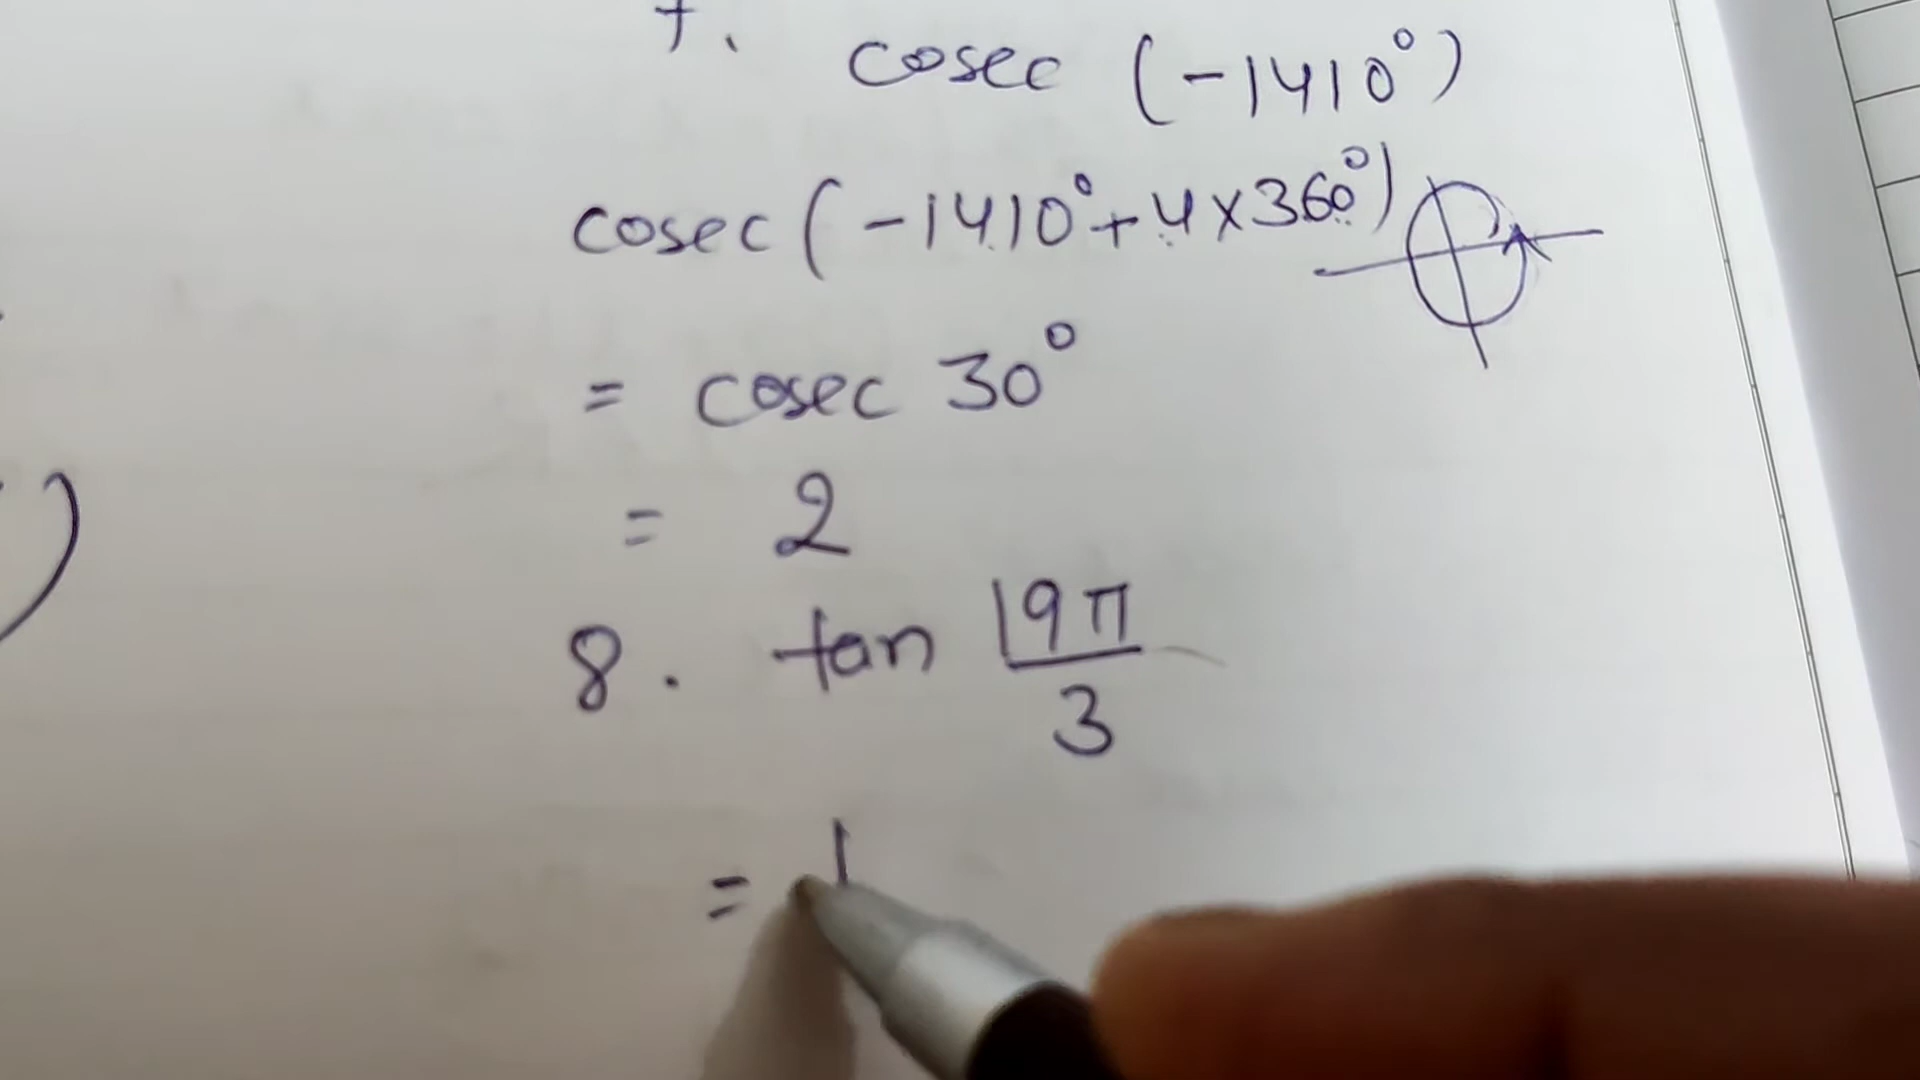 7. cosec (-1410°)
cosec (-1410° + 4 x 360°)
= cosec 30°
= 2
8. tan 19π/3
=